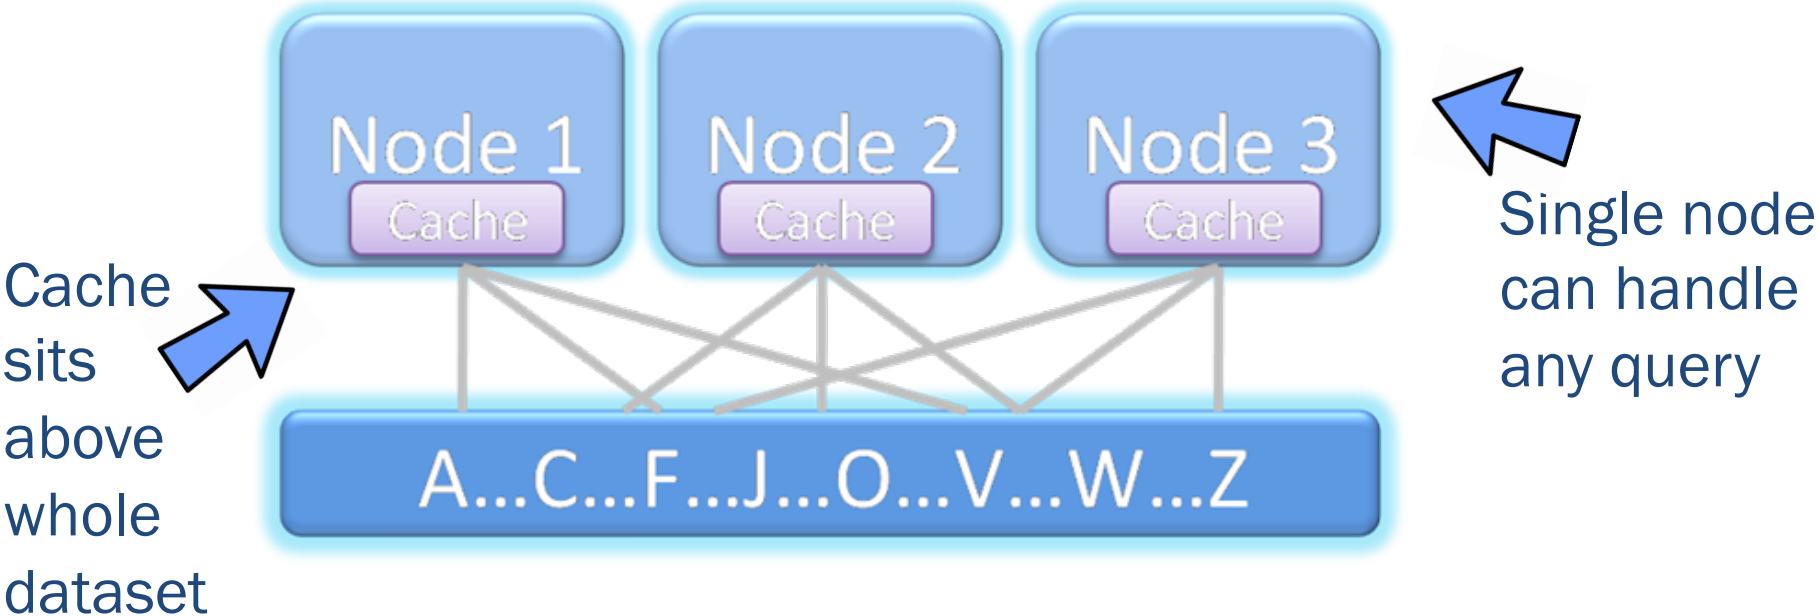 Node 1
Cache
Node 2
Cache
Node 3
Cache
Single node
can handle
any query
Cache
sits
above
whole
dataset
A...C...F...J...O...V...W...Z